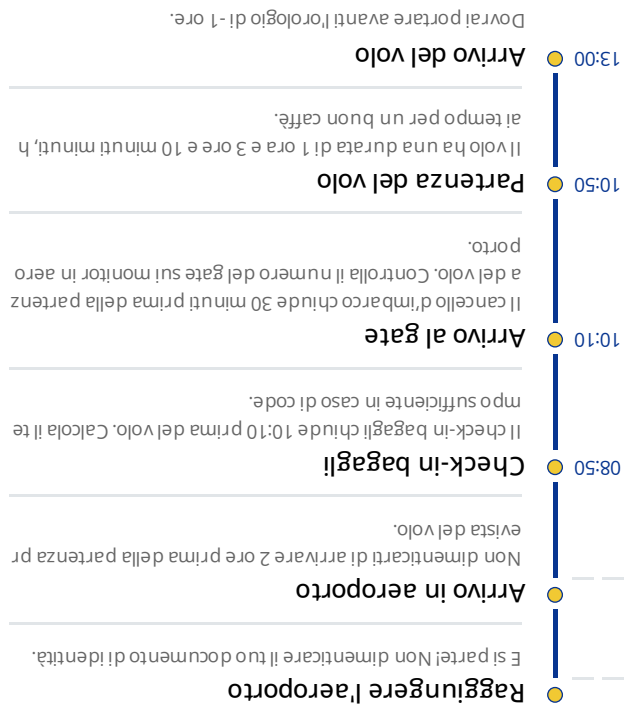 Raggiungere l'aeroporto
E si parte! Non dimenticare il tuo documento di identità.
Arrivo in aeroporto
Non dimenticarti di arrivare 2 ore prima della partenza pr
evista del volo.
08:50
Check-in bagagli
Il check-in bagagli chiude 10:10 prima del volo. Calcola il te
mpo sufficiente in caso di code.
10:10
Arrivo al gate
Il cancello d'imbarco chiude 30 minuti prima della partenz
a del volo. Controlla il numero del gate sui monitor in aero
porto.
10:50
Partenza del volo
Il volo ha una durata di 1 ora e 3 ore e 10 minuti minuti, h
ai tempo per un buon caffè.
13:00
Arrivo del volo
Dovrai portare avanti l'orologio di -1 ore.